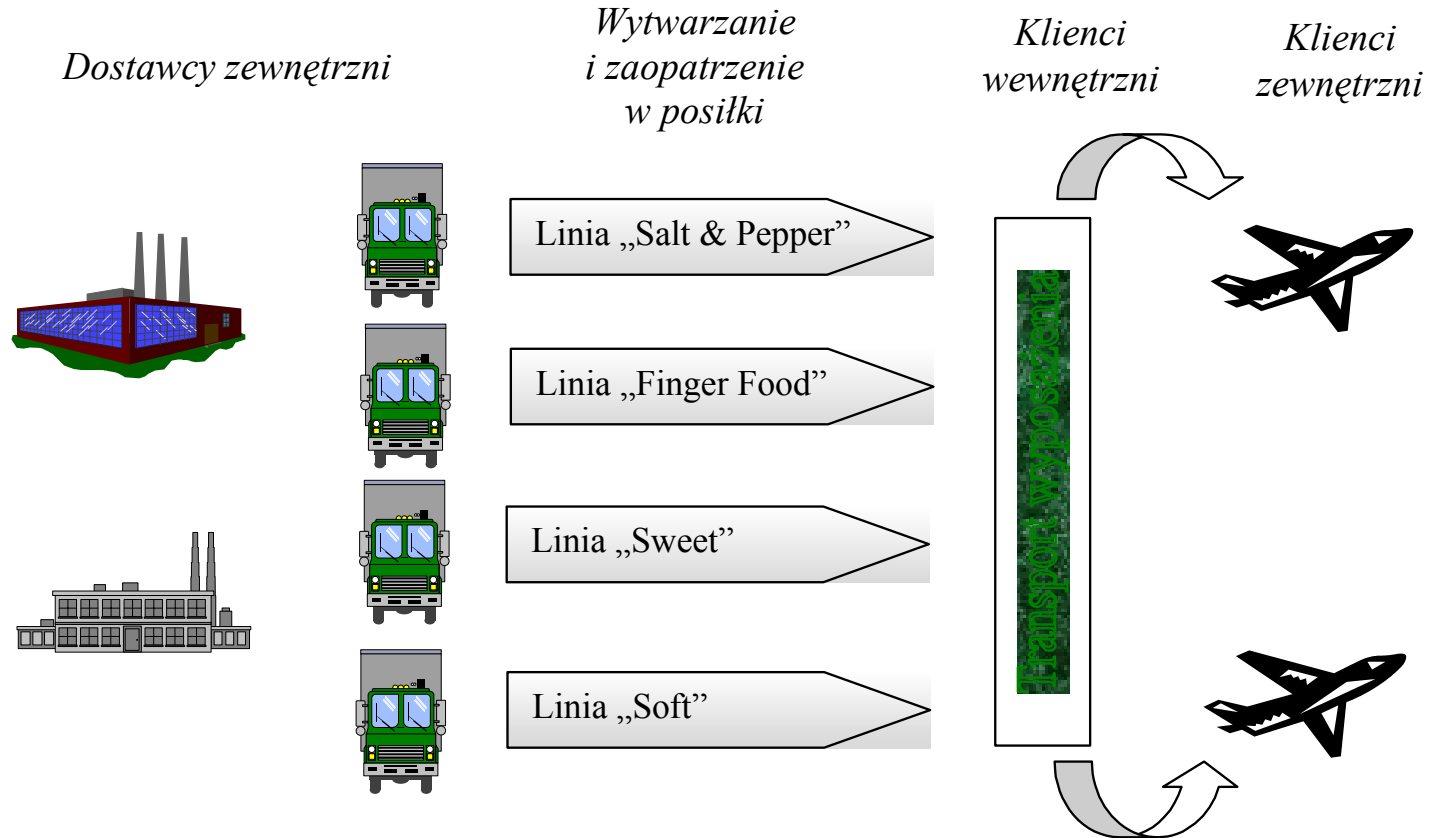 Dostawcy zewnętrzni
Wytwarzanie
i zaopatrzenie
w posiłki
Klienci
wewnętrzni
Klienci
zewnętrzni
Linia „Salt & Pepper”
Linia „Finger Food”
Linia „Sweet”
Linia „Soft”
Transport wyposażenia